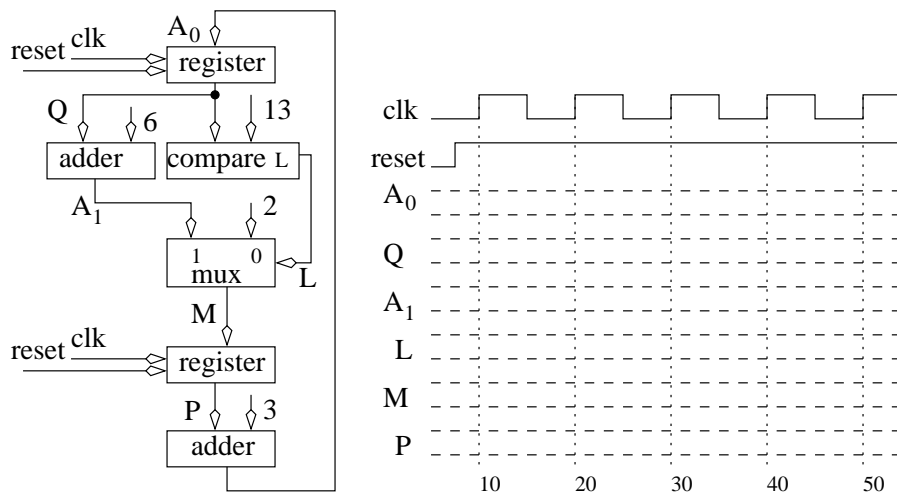 A0
reset clk
register
Q 6 13
adder compare L
A1 2
1 0
mux L
M
reset clk
register
P 3
adder
clk
reset
A0
Q
A1
L
M
P
10 20 30 40 50